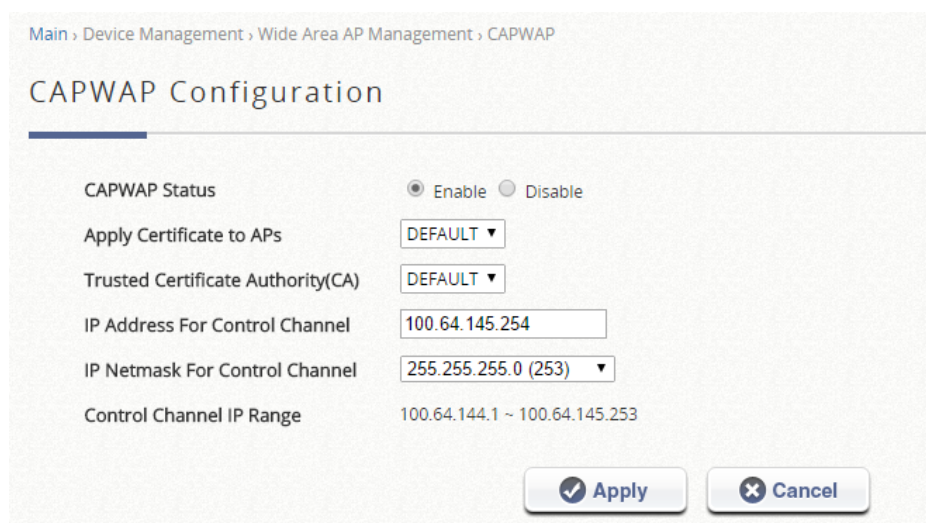 Main › Device Management › Wide Area AP Management › CAPWAP
CAPWAP Configuration
CAPWAP Status Enable Disable
Apply Certificate to APs DEFAULT
Trusted Certificate Authority(CA) DEFAULT
IP Address For Control Channel 100.64.145.254
IP Netmask For Control Channel 255.255.255.0 (253)
Control Channel IP Range 100.64.144.1 ~ 100.64.145.253
Apply Cancel